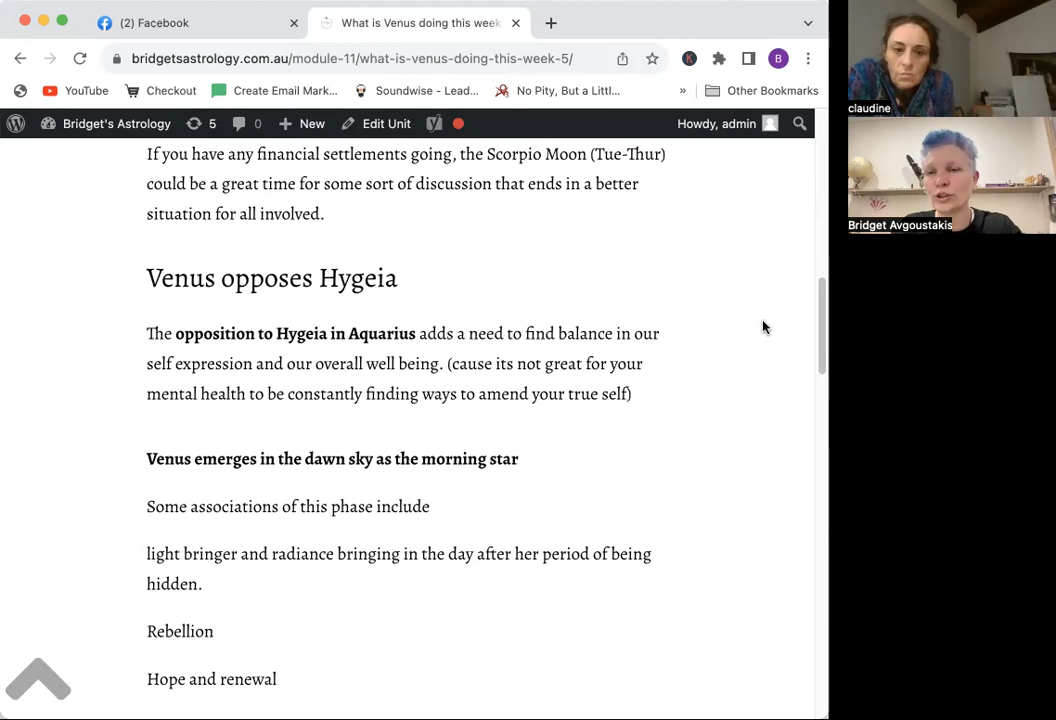 (2) Facebook
What is Venus doing this week
bridgetsastrology.com.au/module-11/what-is-venus-doing-this-week-5/
K
B
YouTube
Checkout
Create Email Mark...
Soundwise - Lead...
No Pity, But a Littl...
»
Other Bookmarks
Bridget's Astrology
5
0
New
Edit Unit
Howdy, admin
If you have any financial settlements going, the Scorpio Moon (Tue-Thur)
could be a great time for some sort of discussion that ends in a better
situation for all involved.
Venus opposes Hygeia
The opposition to Hygeia in Aquarius adds a need to find balance in our
self expression and our overall well being. (cause its not great for your
mental health to be constantly finding ways to amend your true self)
Venus emerges in the dawn sky as the morning star
Some associations of this phase include
light bringer and radiance bringing in the day after her period of being
hidden.
Rebellion
Hope and renewal
claudine
Bridget Avgoustakis